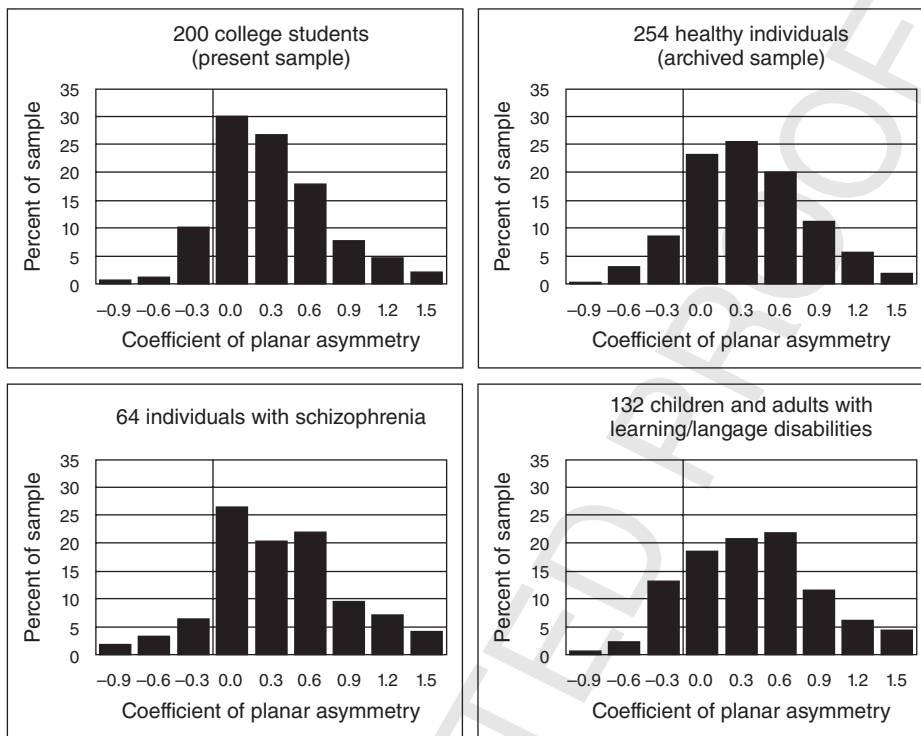 200 college students
(present sample)
Percent of sample
35
30
25
20
15
10
5
0
–0.9 –0.6 –0.3 0.0 0.3 0.6 0.9 1.2 1.5
Coefficient of planar asymmetry
254 healthy individuals
(archived sample)
Percent of sample
35
30
25
20
15
10
5
0
–0.9 –0.6 –0.3 0.0 0.3 0.6 0.9 1.2 1.5
Coefficient of planar asymmetry
64 individuals with schizophrenia
Percent of sample
35
30
25
20
15
10
5
0
–0.9 –0.6 –0.3 0.0 0.3 0.6 0.9 1.2 1.5
Coefficient of planar asymmetry
132 children and adults with
learning/langage disabilities
Percent of sample
35
30
25
20
15
10
5
0
–0.9 –0.6 –0.3 0.0 0.3 0.6 0.9 1.2 1.5
Coefficient of planar asymmetry
TED PROOF